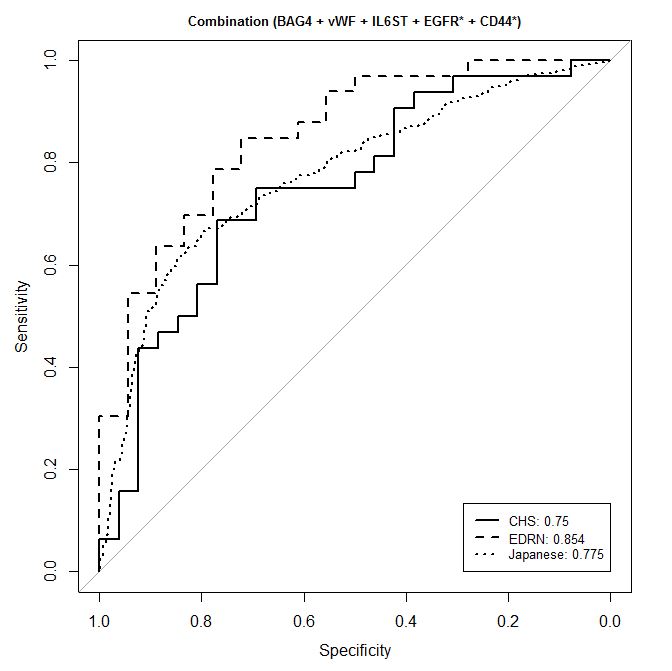 Combination (BAG4 + vWF + IL6ST + EGFR* + CD44*)
1.0
0.8
0.6
0.4
0.2
0.0
Sensitivity
CHS: 0.75
EDRN: 0.854
Japanese: 0.775
1.0 0.8 0.6 0.4 0.2 0.0
Specificity